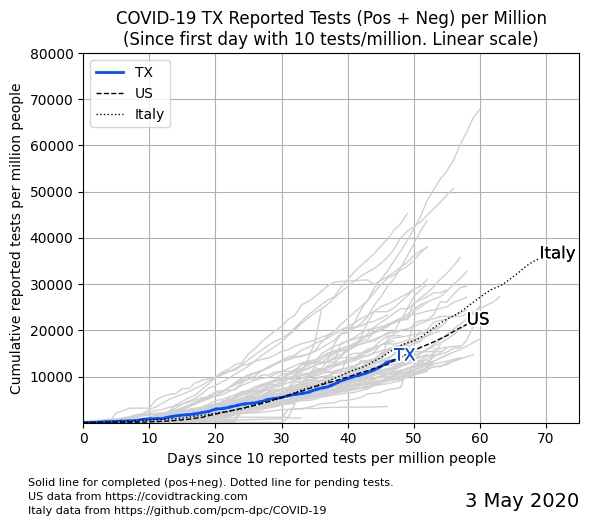 COVID-19 TX Reported Tests (Pos + Neg) per Million
(Since first day with 10 tests/million. Linear scale)
80000
70000
60000
50000
40000
30000
20000
10000
Cumulative reported tests per million people
TX
US
Italy
Italy
US
TX
0 10 20 30 40 50 60 70
Days since 10 reported tests per million people
Solid line for completed (pos+neg). Dotted line for pending tests.
US data from https://covidtracking.com
Italy data from https://github.com/pcm-dpc/COVID-19
3 May 2020